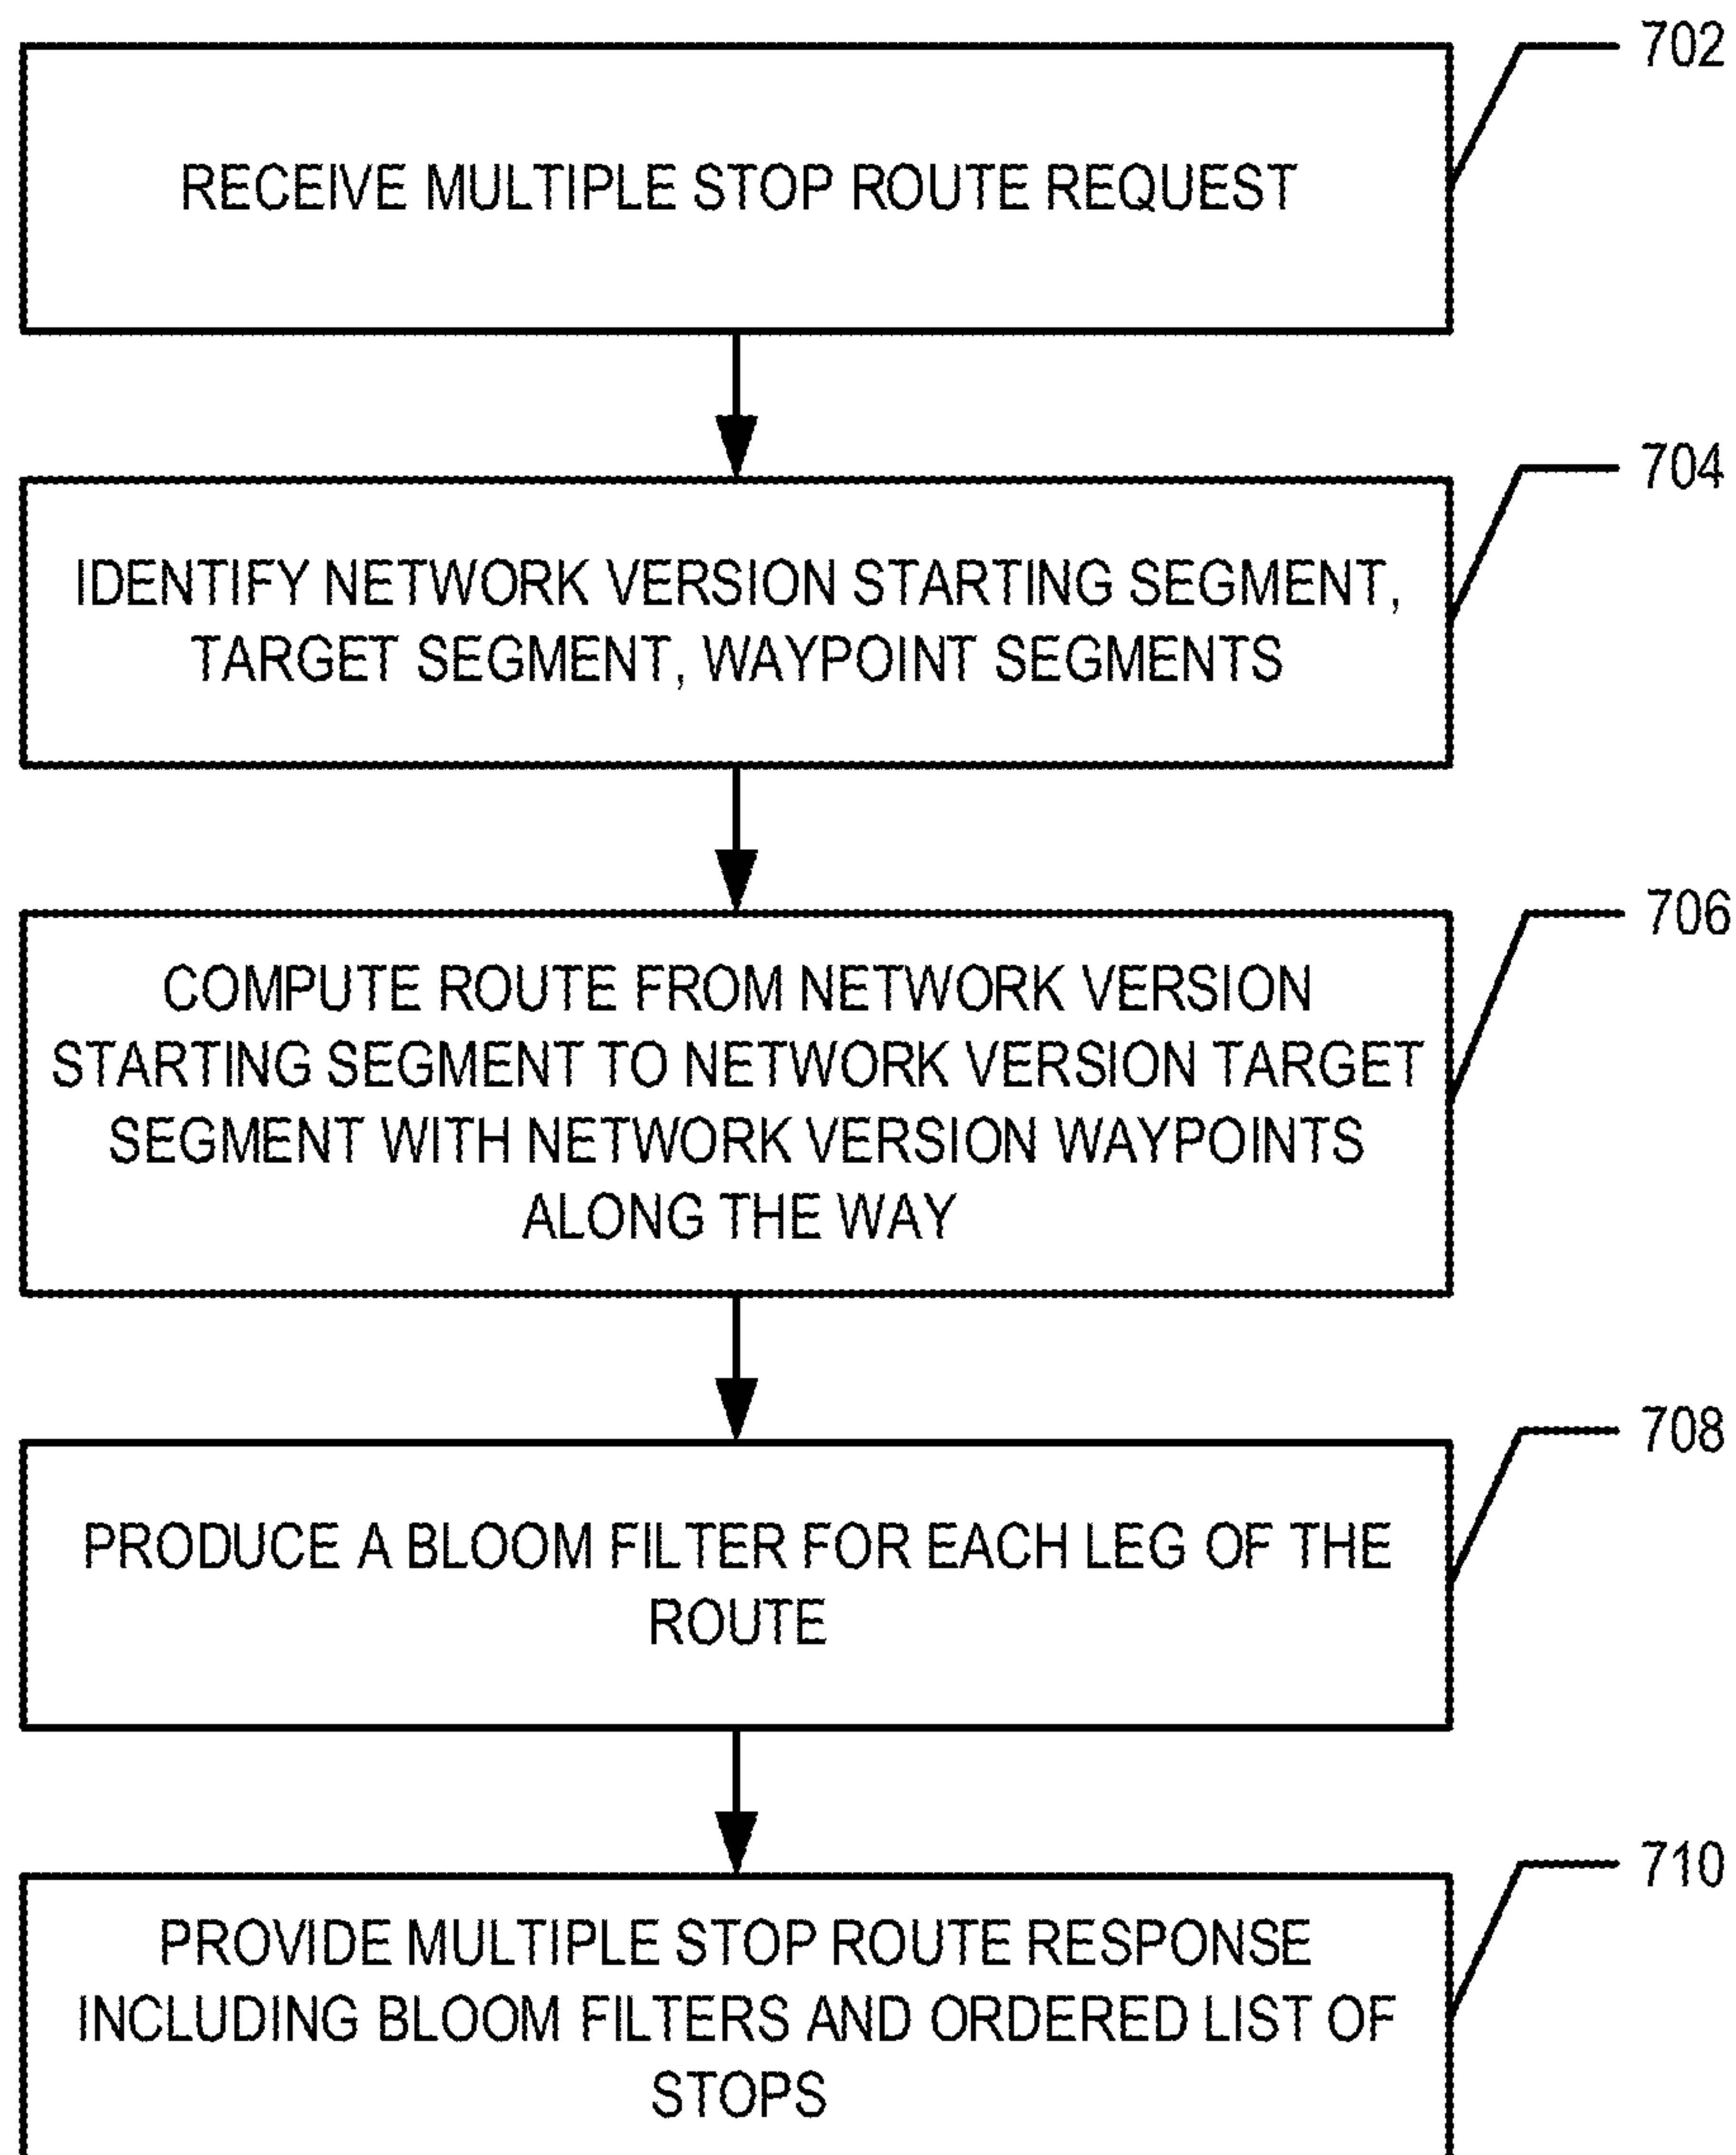 702
RECEIVE MULTIPLE STOP ROUTE REQUEST
704
IDENTIFY NETWORK VERSION STARTING SEGMENT,
TARGET SEGMENT, WAYPOINT SEGMENTS
706
COMPUTE ROUTE FROM NETWORK VERSION
STARTING SEGMENT TO NETWORK VERSION TARGET
SEGMENT WITH NETWORK VERSION WAYPOINTS
ALONG THE WAY
708
PRODUCE A BLOOM FILTER FOR EACH LEG OF THE
ROUTE
710
PROVIDE MULTIPLE STOP ROUTE RESPONSE
INCLUDING BLOOM FILTERS AND ORDERED LIST OF
STOPS